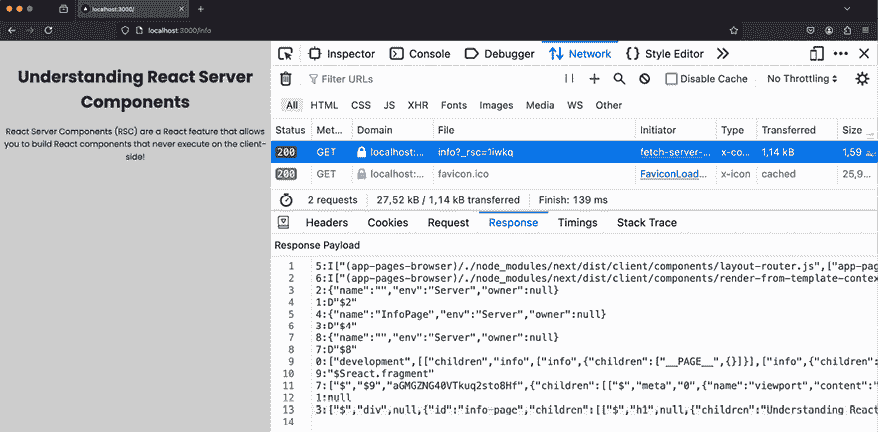 localhost:3000/
localhost:3000/info
Understanding React Server
Components
React Server Components (RSC) are a React feature that allows
you to build React components that never execute on the client-
side!
Inspector Console Debugger Network Style Editor
Filter URLs Disable Cache No Throttling
All HTML CSS JS XHR Fonts Images Media WS Other
Status Met... Domain File Initiator Type Transferred Size
200 GET localhost:... info?_rsc=1iwkq fetch-server-... x-co... 1,14 kB 1,59
200 GET localhost:... favicon.ico FaviconLoad... x-icon cached 25,9...
2 requests 27,52 kB / 1,14 kB transferred Finish: 139 ms
Headers Cookies Request Response Timings Stack Trace
Response Payload
1 5:I["(app-pages-browser)/./node_modules/next/dist/client/components/layout-router.js",["app-pag
2 6:I["(app-pages-browser)/./node_modules/next/dist/client/components/render-from-template-contex
3 2:{"name":"","env":"Server","owner":null}
4 1:D"$2"
5 4:{"name":"InfoPage","env":"Server","owner":null}
6 3:D"$4"
7 8:{"name":"","env":"Server","owner":null}
8 7:D"$8"
9 0:["development",[["children","info",["info",{"children":["__PAGE__",{}]}],["info",{"children
10 9:"$Sreact.fragment"
11 7:["$","$9","aGMGZNG40VTkuq2sto8Hf",{"children":[["$","meta","0",{"name":"viewport","content":"
12 1:null
13 3:["$","div",null,{"id":"info-page","children":[["$","h1",null,{"children":"Understanding React
14